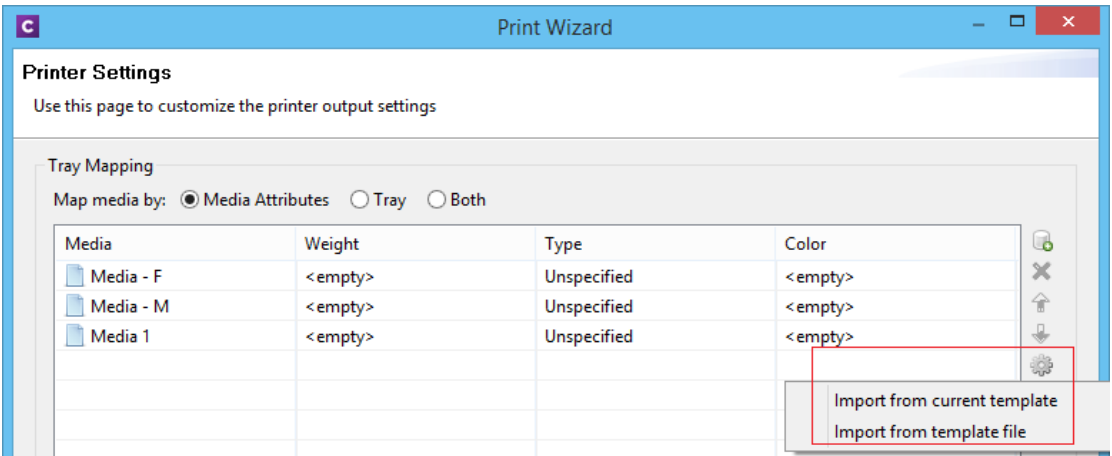 C Print Wizard
Printer Settings
Use this page to customize the printer output settings
Tray Mapping
Map media by: Media Attributes Tray Both
Media Weight Type Color
Media - F <empty> Unspecified <empty>
Media - M <empty> Unspecified <empty>
Media 1 <empty> Unspecified <empty>
Import from current template
Import from template file